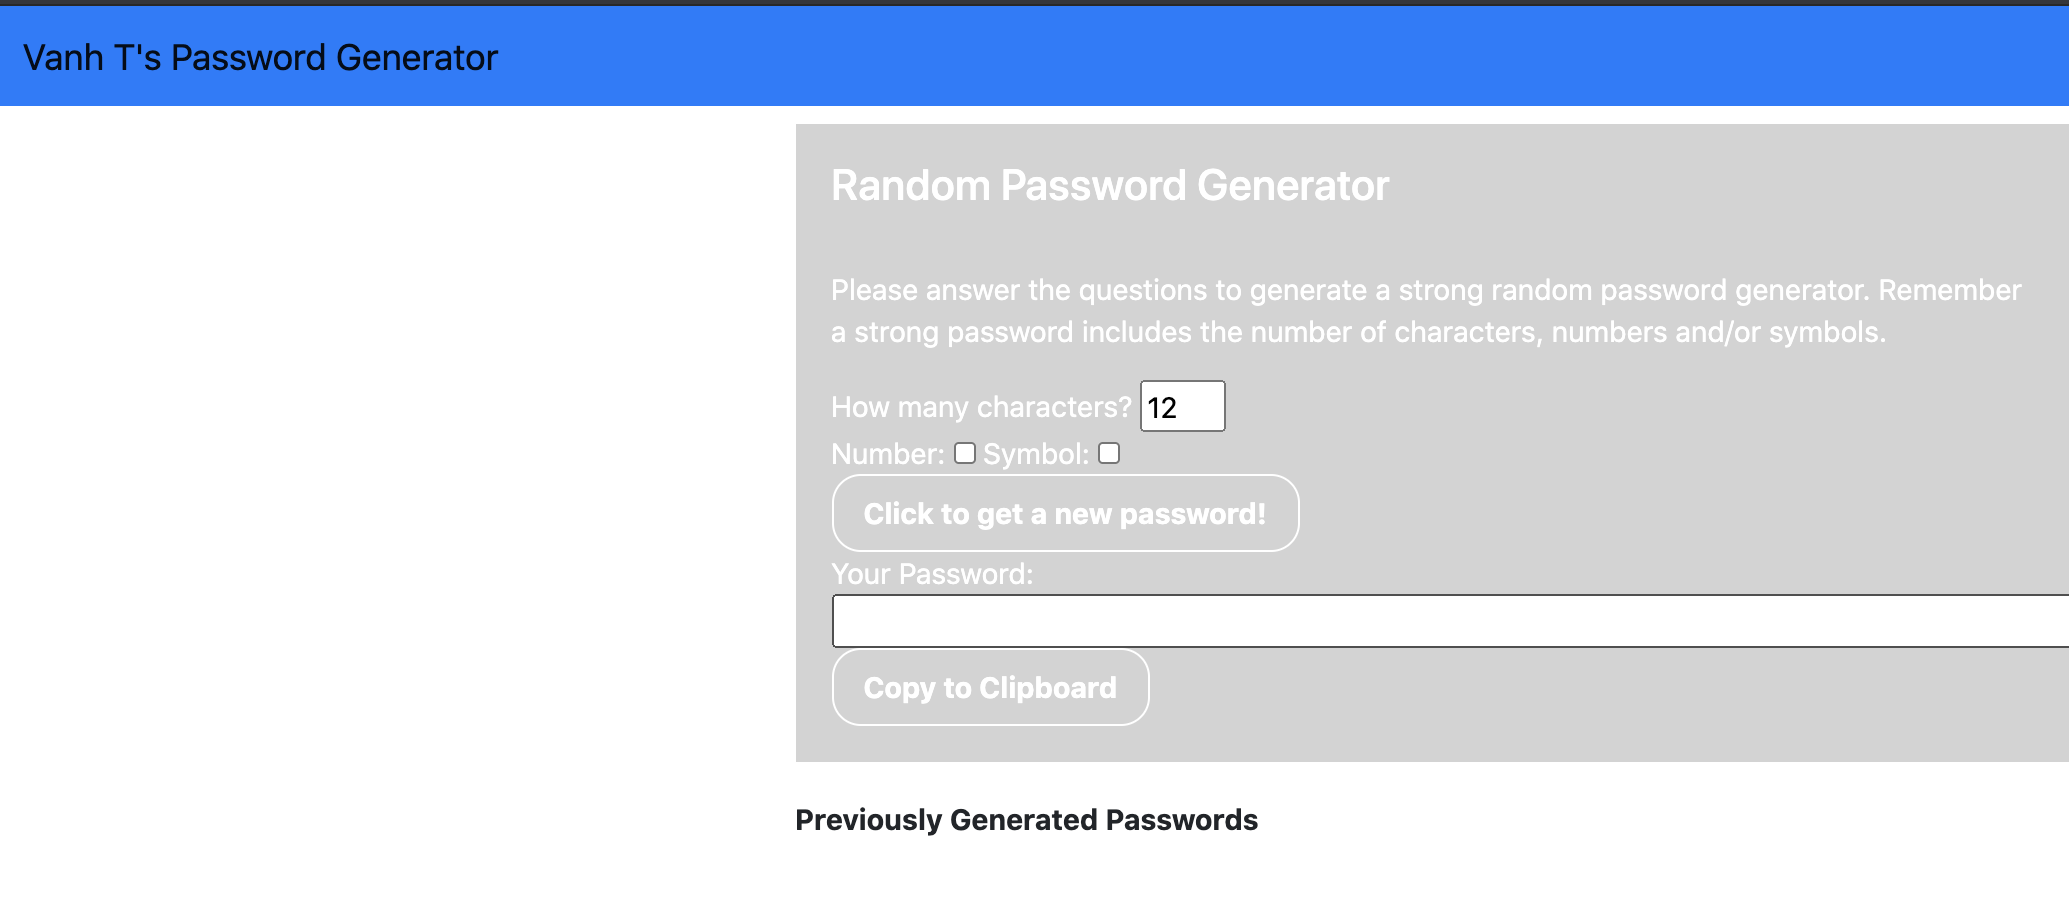 Vanh T's Password Generator
Random Password Generator
Please answer the questions to generate a strong random password generator. Remember
a strong password includes the number of characters, numbers and/or symbols.
How many characters? 12
Number: Symbol:
Click to get a new password!
Your Password:
Copy to Clipboard
Previously Generated Passwords